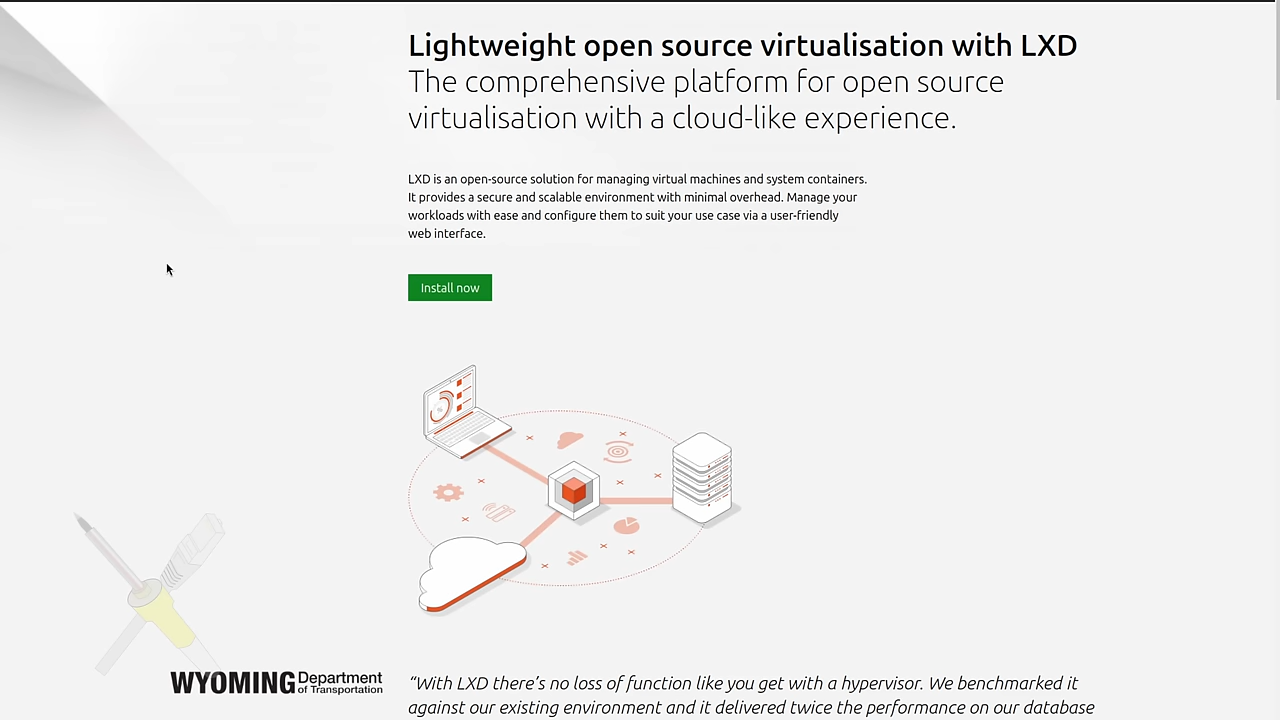 Lightweight open source virtualisation with LXD
The comprehensive platform for open source
virtualisation with a cloud-like experience.
LXD is an open-source solution for managing virtual machines and system containers.
It provides a secure and scalable environment with minimal overhead. Manage your
workloads with ease and configure them to suit your use case via a user-friendly
web interface.
Install now
WYOMING Department
of Transportation
“With LXD there’s no loss of function like you get with a hypervisor. We benchmarked it
against our existing environment and it delivered twice the performance on our database